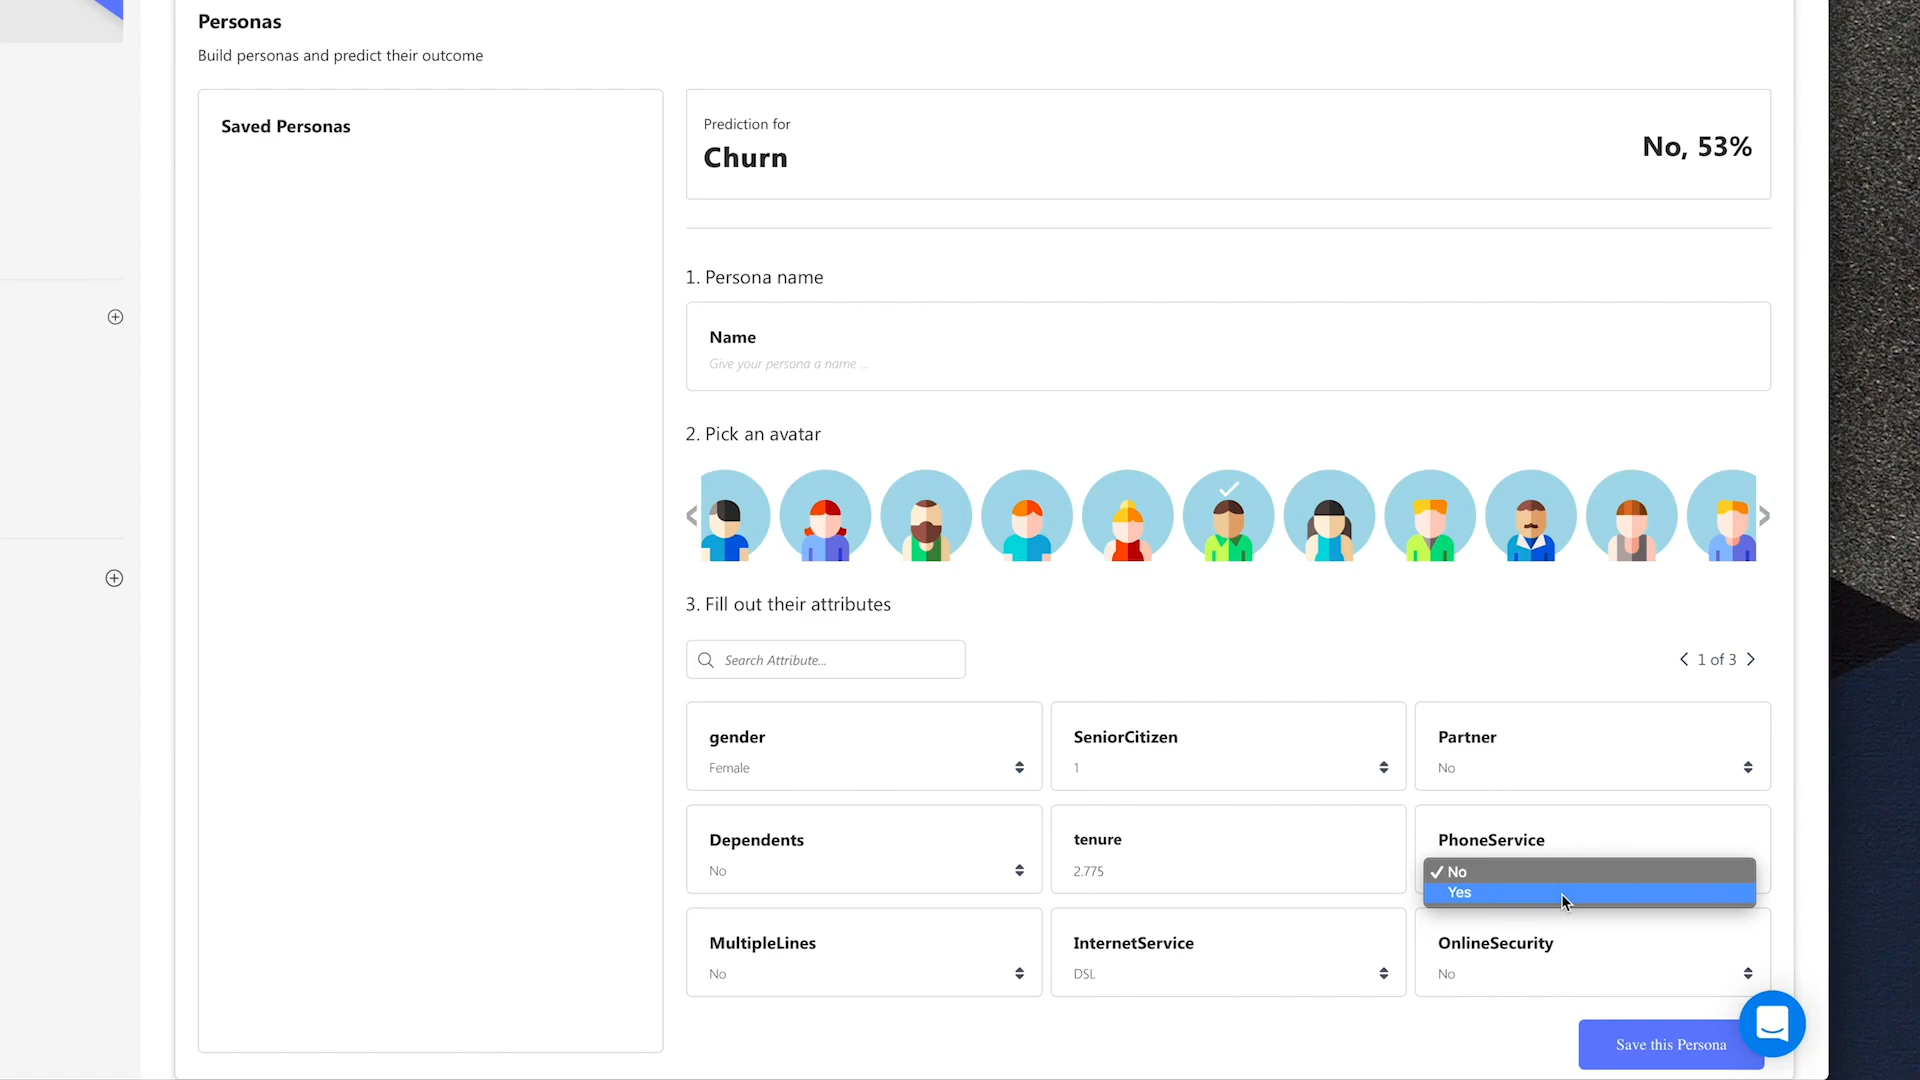 Personas
Build personas and predict their outcome
Saved Personas
Prediction for
Churn
No, 53%
1. Persona name
Name
Give your persona a name ...
2. Pick an avatar
3. Fill out their attributes
Search Attribute...
1 of 3
gender
Female
SeniorCitizen
1
Partner
No
Dependents
No
tenure
2.775
PhoneService
No
Yes
MultipleLines
No
InternetService
DSL
OnlineSecurity
No
Save this Persona